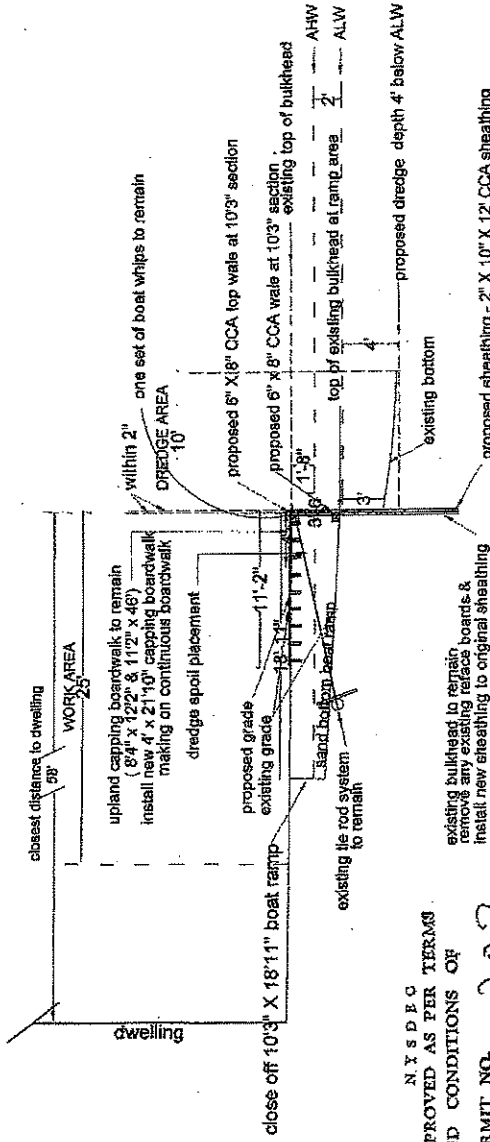 closest distance to dwelling
58'
WORK AREA
25'
within 2"
one set of boat whips to remain
DREDGE AREA
10'
upland capping boardwalk to remain
( 8'4" x 12'2" & 11'2" x 46')
install new 4' x 21'10" capping boardwalk
making on continuous boardwalk
11'-2"
dredge spoil placement
proposed 6" X 8" CCA top wale at 10'3" section
proposed 6" x 8" CCA wale at 10'3" section
existing top of bulkhead
AHW
ALW
2'
1'-8"
18'-11"
proposed grade
existing grade
sand bottom boat ramp
top of existing bulkhead at ramp area
4'
3'
proposed dredge depth 4' below ALW
existing bottom
dwelling
close off 10'3" X 18'11" boat ramp
existing tie rod system
to remain
existing bulkhead to remain
remove any existing reface boards &
install new sheathing to original sheathing
proposed sheathing - 2" X 10" X 12' CCA sheathing
N Y S D E C
PROVED AS PER TERMS
D CONDITIONS OF
RMIT NO.